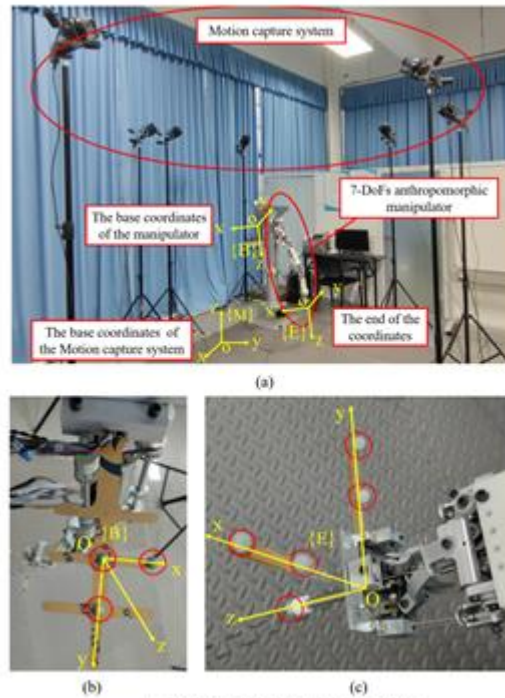 Motion capture system
7-DoFs anthropomorphic
manipulator
The base coordinates
of the manipulator
x
{B}
z
x
y
{M}
{E}
z
The base coordinates of
the Motion capture system
x
o
y
The end of the
coordinates
(a)
O
{B}
x
y
z
(b)
y
x
{E}
z
O
(c)